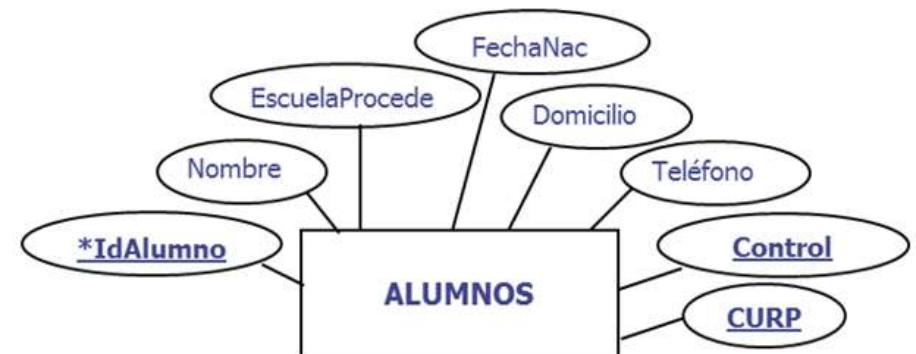 FechaNac
EscuelaProcede
Domicilio
Nombre
Teléfono
*IdAlumno
Control
ALUMNOS
CURP